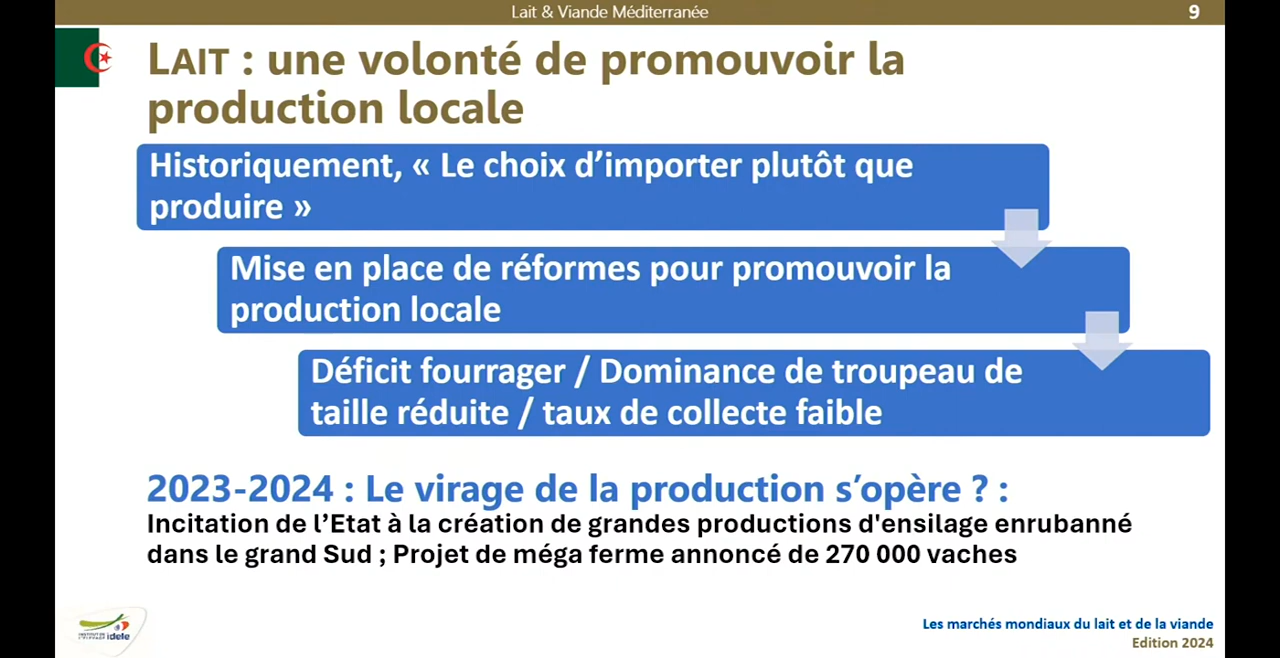 Lait & Viande Méditerranée
9
LAIT : une volonté de promouvoir la
production locale
Historiquement, « Le choix d’importer plutôt que
produire »
Mise en place de réformes pour promouvoir la
production locale
Déficit fourrager / Dominance de troupeau de
taille réduite / taux de collecte faible
2023-2024 : Le virage de la production s’opère ? :
Incitation de l’Etat à la création de grandes productions d'ensilage enrubanné
dans le grand Sud ; Projet de méga ferme annoncé de 270 000 vaches
INSTITUT DE
L'ELEVAGE idele
Les marchés mondiaux du lait et de la viande
Edition 2024